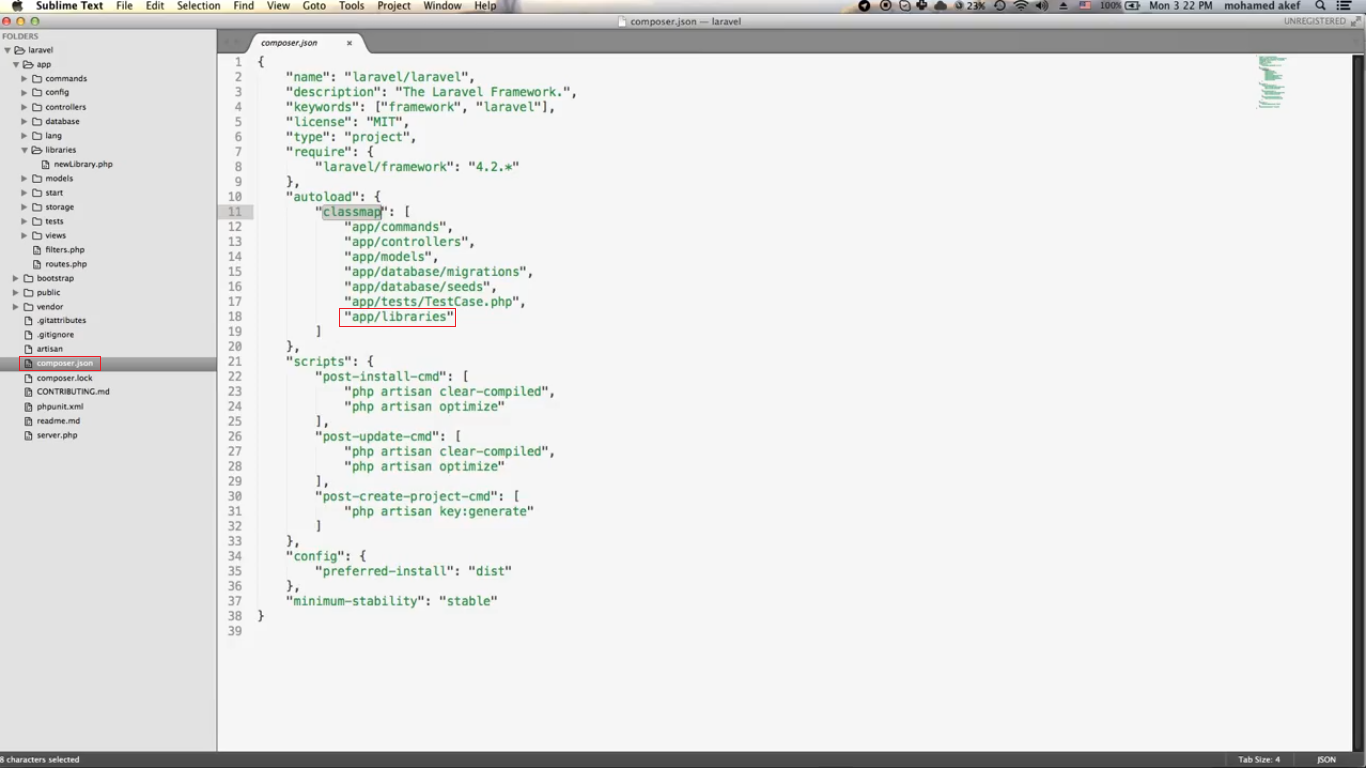 Sublime Text File Edit Selection Find View Goto Tools Project Window Help 23% 100% Mon 3 22 PM mohamed akef
composer.json — laravel UNREGISTERED
FOLDERS
laravel
app
commands
config
controllers
database
lang
libraries
newLibrary.php
models
start
storage
tests
views
filters.php
routes.php
bootstrap
public
vendor
.gitattributes
.gitignore
artisan
composer.json
composer.lock
CONTRIBUTING.md
phpunit.xml
readme.md
server.php
composer.json ×
1 {
2 "name": "laravel/laravel",
3 "description": "The Laravel Framework.",
4 "keywords": ["framework", "laravel"],
5 "license": "MIT",
6 "type": "project",
7 "require": {
8 "laravel/framework": "4.2.*"
9 },
10 "autoload": {
11 "classmap": [
12 "app/commands",
13 "app/controllers",
14 "app/models",
15 "app/database/migrations",
16 "app/database/seeds",
17 "app/tests/TestCase.php",
18 "app/libraries"
19 ]
20 },
21 "scripts": {
22 "post-install-cmd": [
23 "php artisan clear-compiled",
24 "php artisan optimize"
25 ],
26 "post-update-cmd": [
27 "php artisan clear-compiled",
28 "php artisan optimize"
29 ],
30 "post-create-project-cmd": [
31 "php artisan key:generate"
32 ]
33 },
34 "config": {
35 "preferred-install": "dist"
36 },
37 "minimum-stability": "stable"
38 }
39
8 characters selected Tab Size: 4 JSON